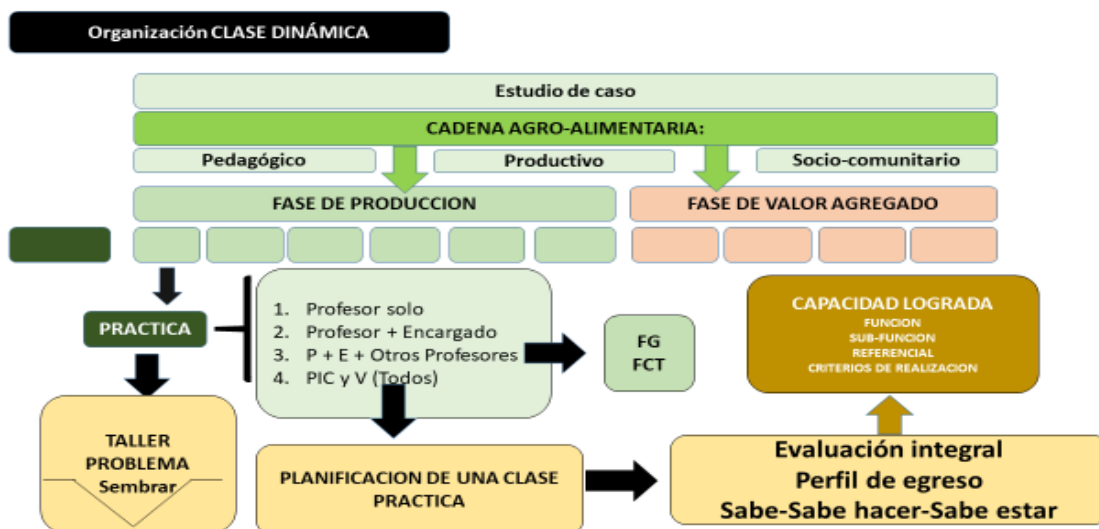 Organización CLASE DINÁMICA
Estudio de caso
CADENA AGRO-ALIMENTARIA:
Pedagógico
Productivo
Socio-comunitario
FASE DE PRODUCCION
FASE DE VALOR AGREGADO
PRACTICA
1. Profesor solo
2. Profesor + Encargado
3. P + E + Otros Profesores
4. PIC y V (Todos)
FG
FCT
CAPACIDAD LOGRADA
FUNCION
SUB-FUNCION
REFERENCIAL
CRITERIOS DE REALIZACION
TALLER
PROBLEMA
Sembrar
PLANIFICACION DE UNA CLASE
PRACTICA
Evaluación integral
Perfil de egreso
Sabe-Sabe hacer-Sabe estar